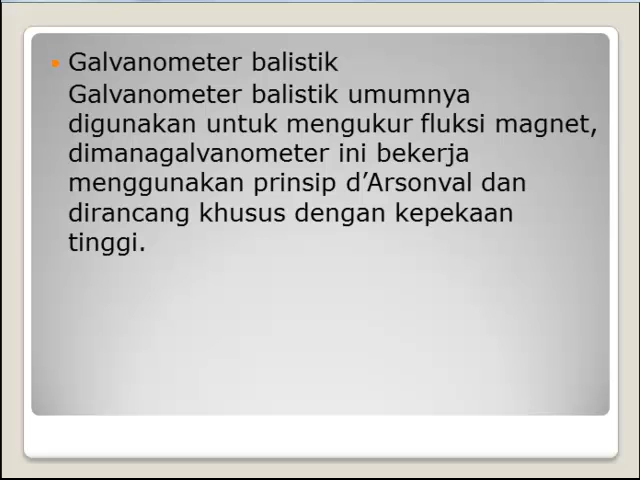 Galvanometer balistik
Galvanometer balistik umumnya
digunakan untuk mengukur fluksi magnet,
dimanagalvanometer ini bekerja
menggunakan prinsip d’Arsonval dan
dirancang khusus dengan kepekaan
tinggi.